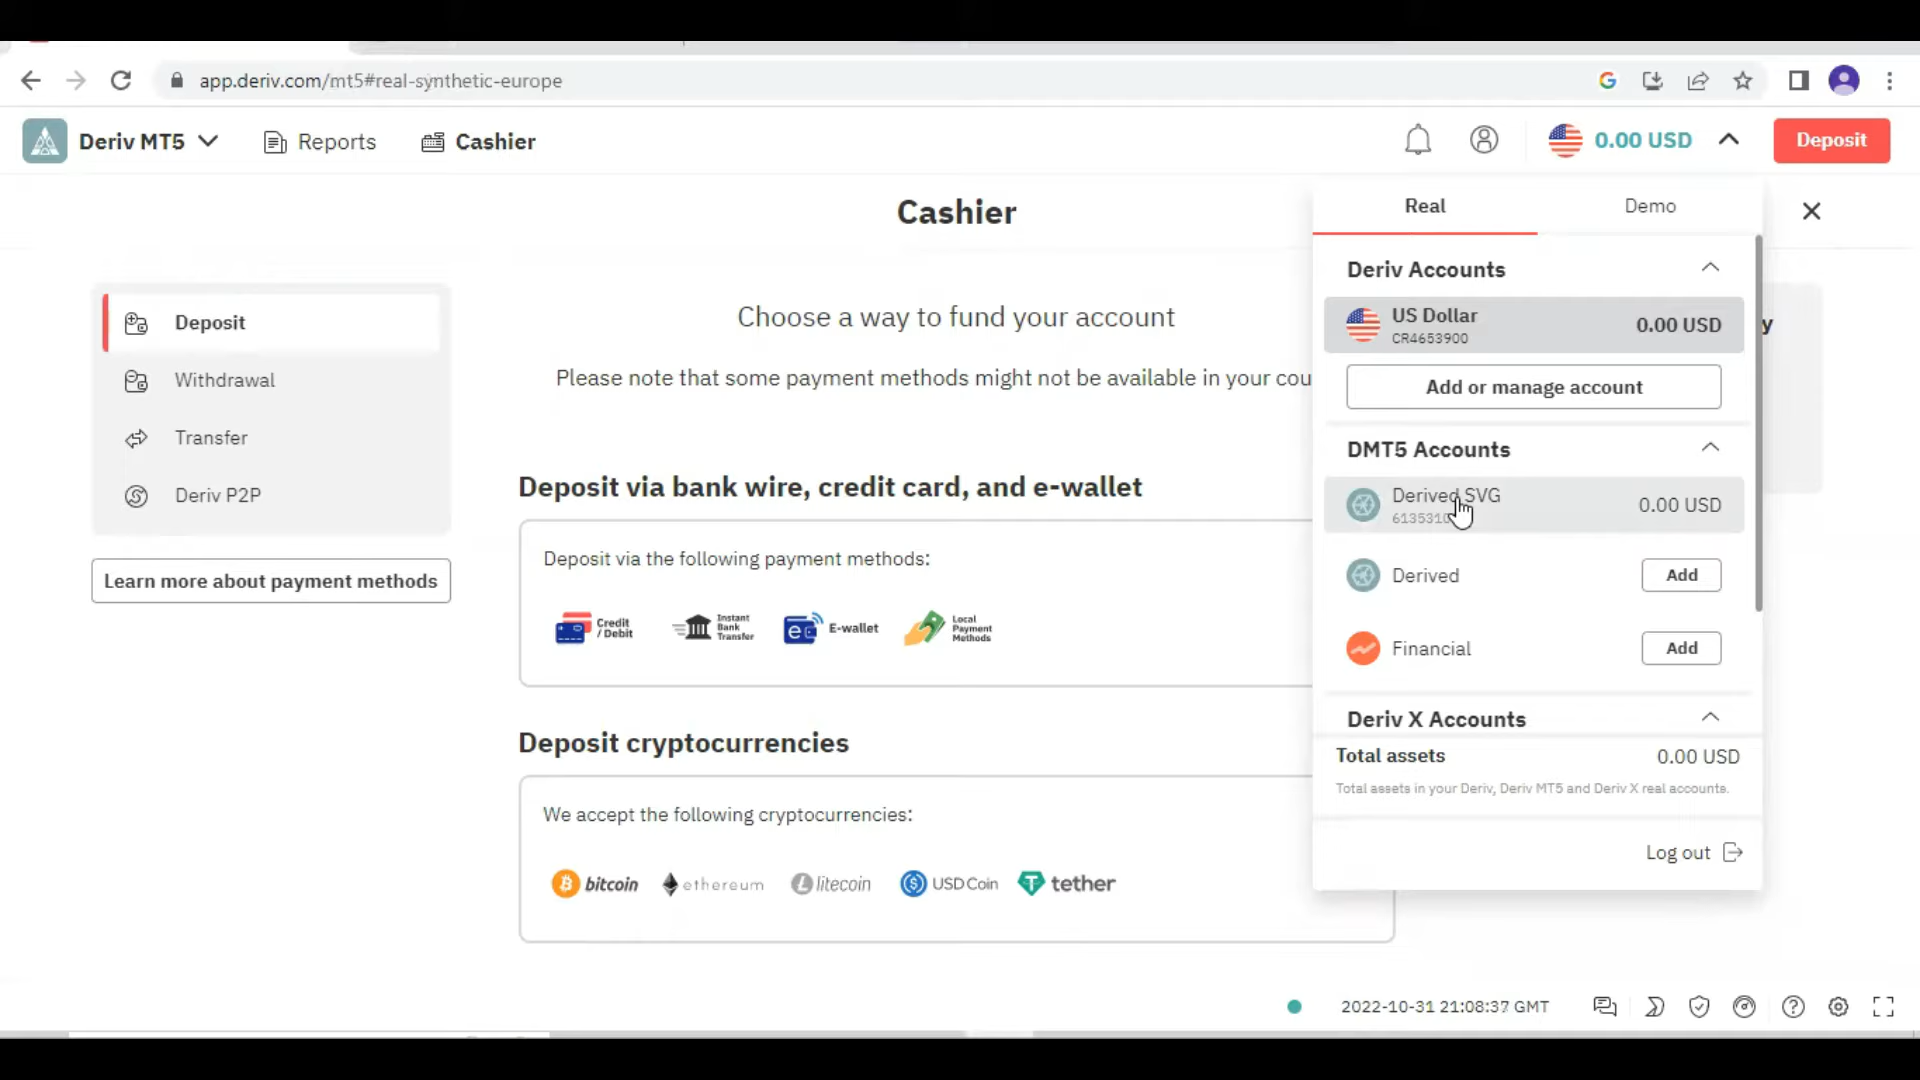 app.deriv.com/mt5#real-synthetic-europe
Deriv MT5
Reports
Cashier
0.00 USD
Deposit
Cashier
Real
Demo
Deposit
Withdrawal
Transfer
Deriv P2P
Learn more about payment methods
Choose a way to fund your account
Please note that some payment methods might not be available in your cou
Deposit via bank wire, credit card, and e-wallet
Deposit via the following payment methods:
Credit / Debit
Instant Bank Transfer
E-wallet
Local Payment Methods
Deposit cryptocurrencies
We accept the following cryptocurrencies:
bitcoin
ethereum
litecoin
USD Coin
tether
Deriv Accounts
US Dollar
0.00 USD
CR4653900
y
Add or manage account
DMT5 Accounts
Derived SVG
0.00 USD
Derived
Add
Financial
Add
Deriv X Accounts
Total assets
0.00 USD
Total assets in your Deriv, Deriv MT5 and Deriv X real accounts.
Log out
2022-10-31 21:08:37 GMT